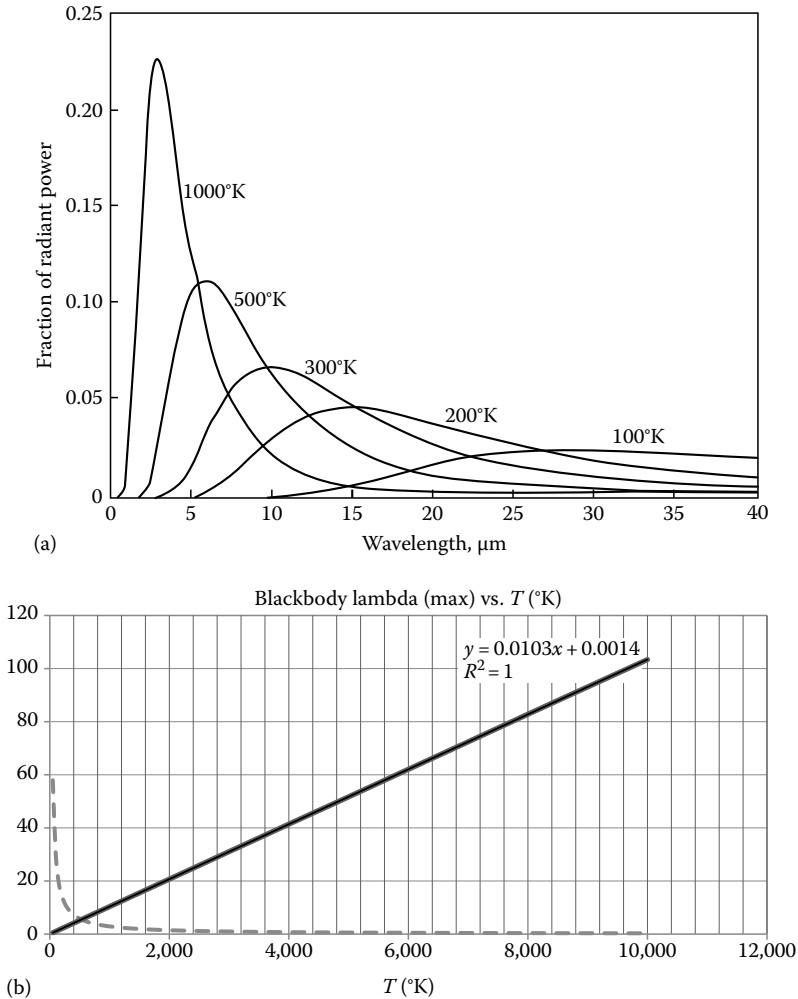 0.25
0.20
0.15
0.10
0.05
0
Fraction of radiant power
1000°K
500°K
300°K
200°K
100°K
0 5 10 15 20 25 30 35 40
(a) Wavelength, µm
Blackbody lambda (max) vs. T (°K)
120
100
80
60
40
20
0
y = 0.0103x + 0.0014
R² = 1
0 2,000 4,000 6,000 8,000 10,000 12,000
(b) T (°K)